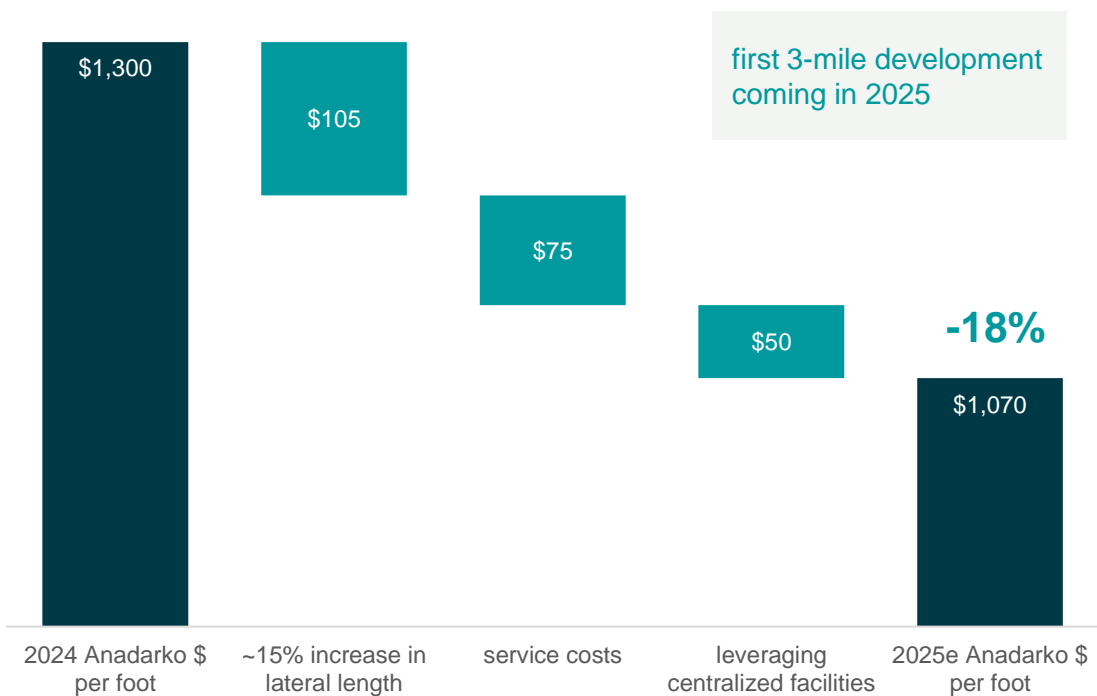 $1,300
$105
first 3-mile development
coming in 2025
$75
$50
-18%
$1,070
2024 Anadarko $
per foot
~15% increase in
lateral length
service costs
leveraging
centralized facilities
2025e Anadarko $
per foot